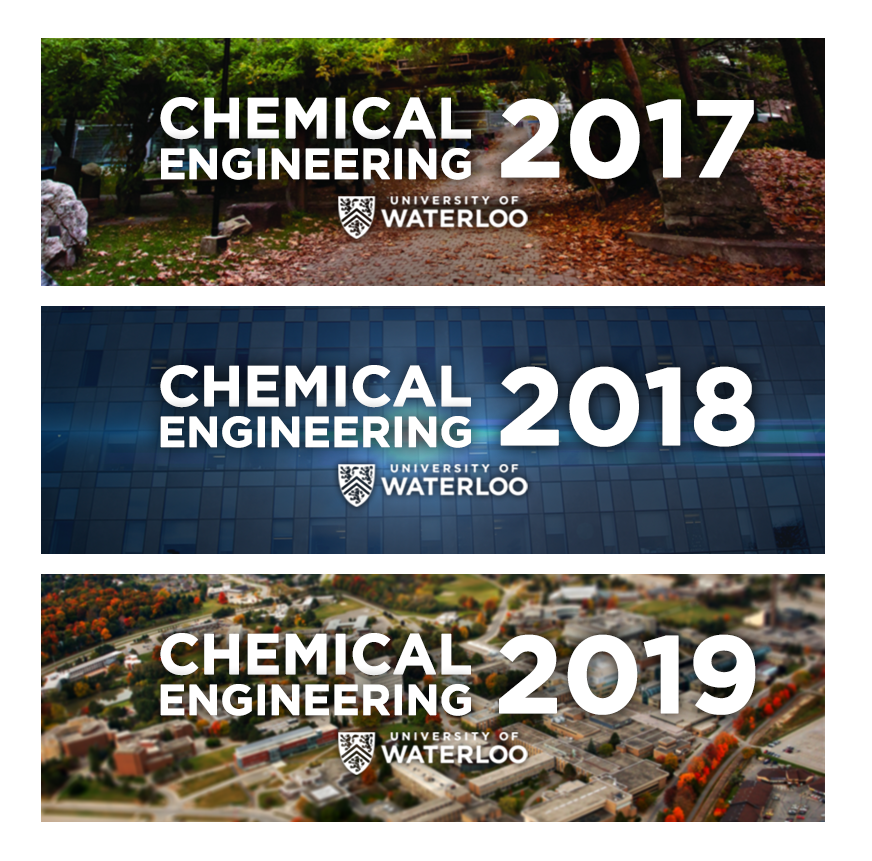 CHEMICAL
ENGINEERING 2017
UNIVERSITY OF
WATERLOO
CHEMICAL
ENGINEERING 2018
UNIVERSITY OF
WATERLOO
CHEMICAL
ENGINEERING 2019
UNIVERSITY OF
WATERLOO